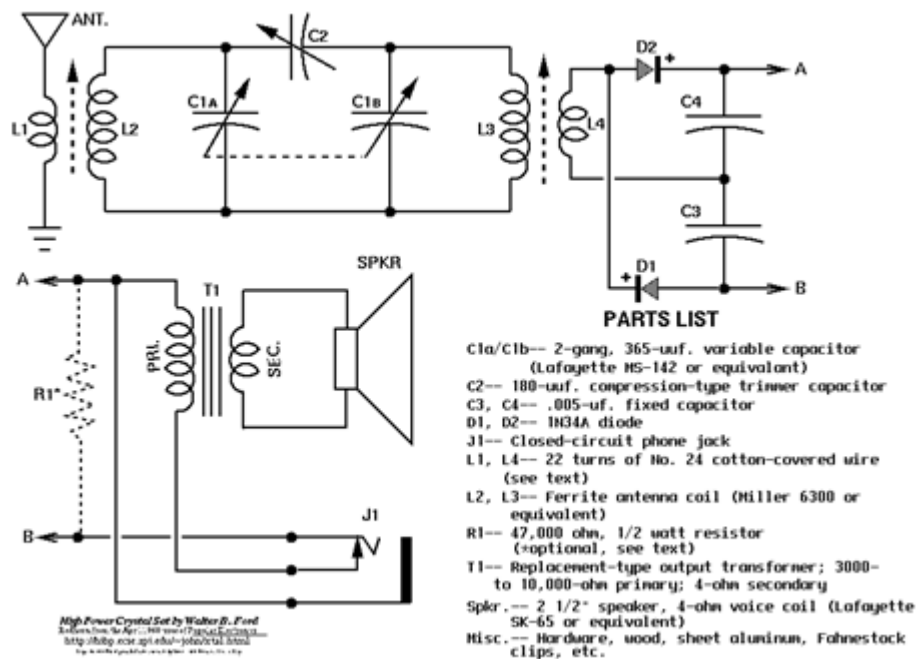 ANT.
C2
D2
+
A
C1A
C1B
C4
L1
L2
L3
L4
C3
D1
+
B
A
T1
SPKR
PRI.
SEC.
R1*
B
J1
PARTS LIST
C1a/C1b-- 2-gang, 365-uuf. variable capacitor
(Lafayette MS-142 or equivalant)
C2-- 180-uuf. compression-type trimmer capacitor
C3, C4-- .005-uf. fixed capacitor
D1, D2-- 1N34A diode
J1-- Closed-circuit phone jack
L1, L4-- 22 turns of No. 24 cotton-covered wire
(see text)
L2, L3-- Ferrite antenna coil (Miller 6300 or
equivalent)
R1-- 47,000 ohm, 1/2 watt resistor
(*optional, see text)
T1-- Replacement-type output transformer; 3000-
to 10,000-ohm primary; 4-ohm secondary
Spkr.-- 2 1/2" speaker, 4-ohm voice coil (Lafayette
SK-65 or equivalent)
Misc.-- Hardware, wood, sheet aluminum, Fahnestock
clips, etc.
High Power Crystal Set by Walter B. Ford